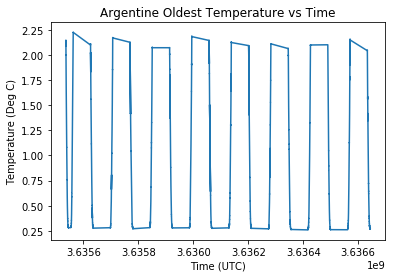 Argentine Oldest Temperature vs Time
Temperature (Deg C)
2.25
2.00
1.75
1.50
1.25
1.00
0.75
0.50
0.25
3.6356 3.6358 3.6360 3.6362 3.6364 3.6366
1e9
Time (UTC)